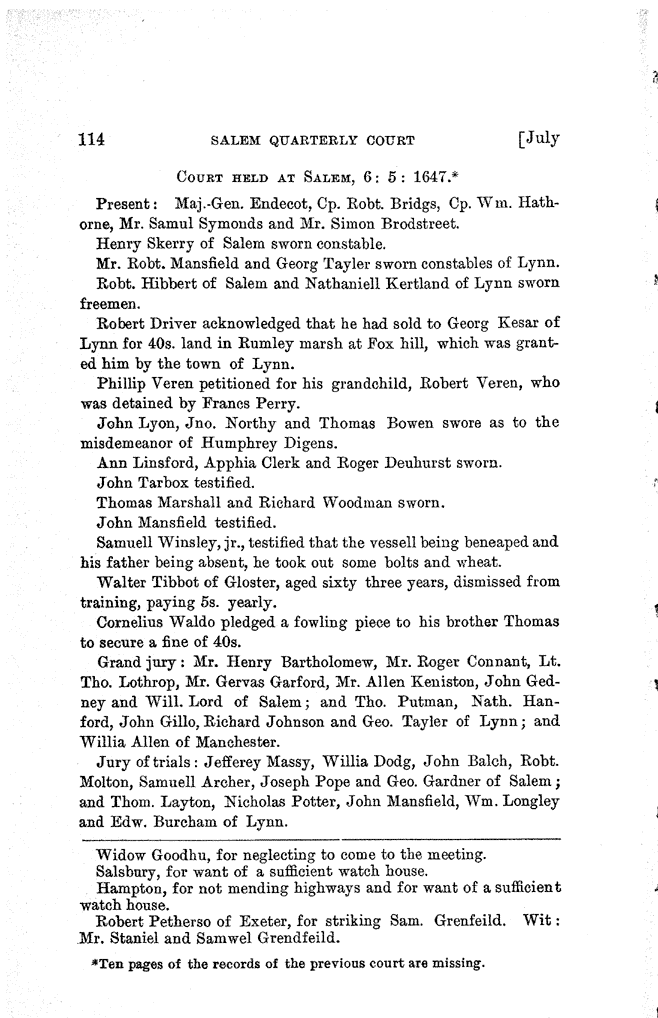 114 SALEM QUARTERLY COURT [July
COURT HELD AT SALEM, 6: 5: 1647.*
Present: Maj.-Gen. Endecot, Cp. Robt. Bridgs, Cp. Wm. Hath-
orne, Mr. Samul Symonds and Mr. Simon Brodstreet.
Henry Skerry of Salem sworn constable.
Mr. Robt. Mansfield and Georg Tayler sworn constables of Lynn.
Robt. Hibbert of Salem and Nathaniell Kertland of Lynn sworn
freemen.
Robert Driver acknowledged that he had sold to Georg Kesar of
Lynn for 40s. land in Rumley marsh at Fox hill, which was grant-
ed him by the town of Lynn.
Phillip Veren petitioned for his grandchild, Robert Veren, who
was detained by Francs Perry.
John Lyon, Jno. Northy and Thomas Bowen swore as to the
misdemeanor of Humphrey Digens.
Ann Linsford, Apphia Clerk and Roger Deuhurst sworn.
John Tarbox testified.
Thomas Marshall and Richard Woodman sworn.
John Mansfield testified.
Samuell Winsley, jr., testified that the vessell being beneaped and
his father being absent, he took out some bolts and wheat.
Walter Tibbot of Gloster, aged sixty three years, dismissed from
training, paying 5s. yearly.
Cornelius Waldo pledged a fowling piece to his brother Thomas
to secure a fine of 40s.
Grand jury: Mr. Henry Bartholomew, Mr. Roger Connant, Lt.
Tho. Lothrop, Mr. Gervas Garford, Mr. Allen Keniston, John Ged-
ney and Will. Lord of Salem; and Tho. Putman, Nath. Han-
ford, John Gillo, Richard Johnson and Geo. Tayler of Lynn; and
Willia Allen of Manchester.
Jury of trials: Jefferey Massy, Willia Dodg, John Balch, Robt.
Molton, Samuell Archer, Joseph Pope and Geo. Gardner of Salem;
and Thom. Layton, Nicholas Potter, John Mansfield, Wm. Longley
and Edw. Burcham of Lynn.
Widow Goodhu, for neglecting to come to the meeting.
Salsbury, for want of a sufficient watch house.
Hampton, for not mending highways and for want of a sufficient
watch house.
Robert Petherso of Exeter, for striking Sam. Grenfeild. Wit:
Mr. Staniel and Samwel Grendfeild.
*Ten pages of the records of the previous court are missing.